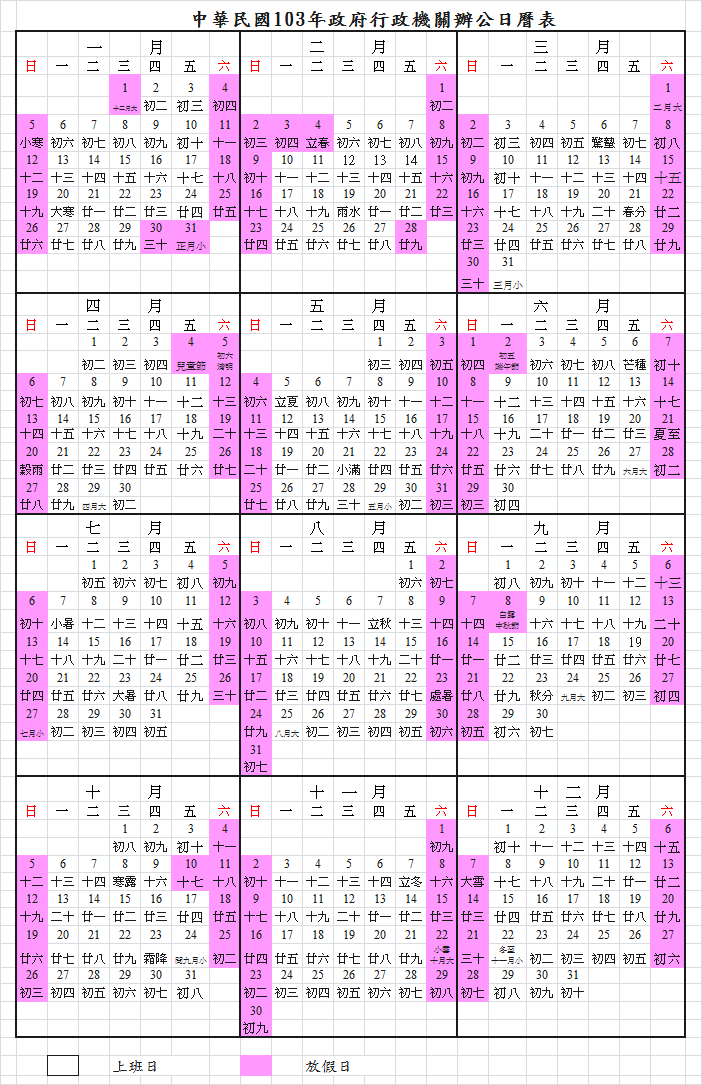 中華民國103年政府行政機關辦公日曆表
一月
日 一 二 三 四 五 六
1 2 3 4
十二月大 初二 初三 初四
5 6 7 8 9 10 11
小寒 初六 初七 初八 初九 初十 十一
12 13 14 15 16 17 18
十二 十三 十四 十五 十六 十七 十八
19 20 21 22 23 24 25
十九 大寒 廿一 廿二 廿三 廿四 廿五
26 27 28 29 30 31
廿六 廿七 廿八 廿九 三十 正月小
二月
日 一 二 三 四 五 六
1
初二
2 3 4 5 6 7 8
初三 初四 立春 初六 初七 初八 初九
9 10 11 12 13 14 15
初十 十一 十二 十三 十四 十五 十六
16 17 18 19 20 21 22
十七 十八 十九 雨水 廿一 廿二 廿三
23 24 25 26 27 28
廿四 廿五 廿六 廿七 廿八 廿九
三月
日 一 二 三 四 五 六
1
二月大
2 3 4 5 6 7 8
初二 初三 初四 初五 驚蟄 初七 初八
9 10 11 12 13 14 15
初九 初十 十一 十二 十三 十四 十五
16 17 18 19 20 21 22
十六 十七 十八 十九 二十 春分 廿二
23 24 25 26 27 28 29
廿三 廿四 廿五 廿六 廿七 廿八 廿九
30 31
三十 三月小
四月
日 一 二 三 四 五 六
1 2 3 4 5
初二 初三 初四 兒童節 初六 清明
6 7 8 9 10 11 12
初七 初八 初九 初十 十一 十二 十三
13 14 15 16 17 18 19
十四 十五 十六 十七 十八 十九 二十
20 21 22 23 24 25 26
穀雨 廿二 廿三 廿四 廿五 廿六 廿七
27 28 29 30
廿八 廿九 四月大 初二
五月
日 一 二 三 四 五 六
1 2 3
初三 初四 初五
4 5 6 7 8 9 10
初六 立夏 初八 初九 初十 十一 十二
11 12 13 14 15 16 17
十三 十四 十五 十六 十七 十八 十九
18 19 20 21 22 23 24
二十 廿一 廿二 小滿 廿四 廿五 廿六
25 26 27 28 29 30 31
廿七 廿八 廿九 三十 五月小 初二 初三
六月
日 一 二 三 四 五 六
1 2 3 4 5 6 7
初四 初五 端午節 初六 初七 初八 芒種 初十
8 9 10 11 12 13 14
十一 十二 十三 十四 十五 十六 十七
15 16 17 18 19 20 21
十八 十九 二十 廿一 廿二 廿三 夏至
22 23 24 25 26 27 28
廿五 廿六 廿七 廿八 廿九 六月大 初二
29 30
初三 初四
七月
日 一 二 三 四 五 六
1 2 3 4 5
初五 初六 初七 初八 初九
6 7 8 9 10 11 12
初十 小暑 十二 十三 十四 十五 十六
13 14 15 16 17 18 19
十七 十八 十九 二十 廿一 廿二 廿三
20 21 22 23 24 25 26
廿四 廿五 廿六 大暑 廿八 廿九 三十
27 28 29 30 31
七月小 初二 初三 初四 初五
八月
日 一 二 三 四 五 六
1 2
初六 初七
3 4 5 6 7 8 9
初八 初九 初十 十一 立秋 十三 十四
10 11 12 13 14 15 16
十五 十六 十七 十八 十九 二十 廿一
17 18 19 20 21 22 23
廿二 廿三 廿四 廿五 廿六 廿七 處暑
24 25 26 27 28 29 30
廿九 八月大 初二 初三 初四 初五 初六
31
初七
九月
日 一 二 三 四 五 六
1 2 3 4 5 6
初八 初九 初十 十一 十二 十三
7 8 9 10 11 12 13
十四 白露 中秋節 十六 十七 十八 十九 二十
14 15 16 17 18 19 20
廿一 廿二 廿三 廿四 廿五 廿六 廿七
21 22 23 24 25 26 27
廿八 廿九 秋分 九月大 初二 初三 初四
28 29 30
初五 初六 初七
十月
日 一 二 三 四 五 六
1 2 3 4
初八 初九 初十 十一
5 6 7 8 9 10 11
十二 十三 十四 寒露 十六 十七 十八
12 13 14 15 16 17 18
十九 二十 廿一 廿二 廿三 廿四 廿五
19 20 21 22 23 24 25
廿六 廿七 廿八 廿九 霜降 閏九月小 初二
26 27 28 29 30 31
初三 初四 初五 初六 初七 初八
十一月
日 一 二 三 四 五 六
1
初九
2 3 4 5 6 7 8
初十 十一 十二 十三 十四 立冬 十六
9 10 11 12 13 14 15
十七 十八 十九 二十 廿一 廿二 廿三
16 17 18 19 20 21 22
廿四 廿五 廿六 廿七 廿八 廿九 小雪 十月大
23 24 25 26 27 28 29
初二 初三 初四 初五 初六 初七 初八
30
初九
十二月
日 一 二 三 四 五 六
1 2 3 4 5 6
初十 十一 十二 十三 十四 十五
7 8 9 10 11 12 13
大雪 十七 十八 十九 二十 廿一 廿二
14 15 16 17 18 19 20
廿三 廿四 廿五 廿六 廿七 廿八 廿九
21 22 23 24 25 26 27
三十 冬至 十一月小 初二 初三 初四 初五 初六
28 29 30 31
初七 初八 初九 初十
上班日 放假日